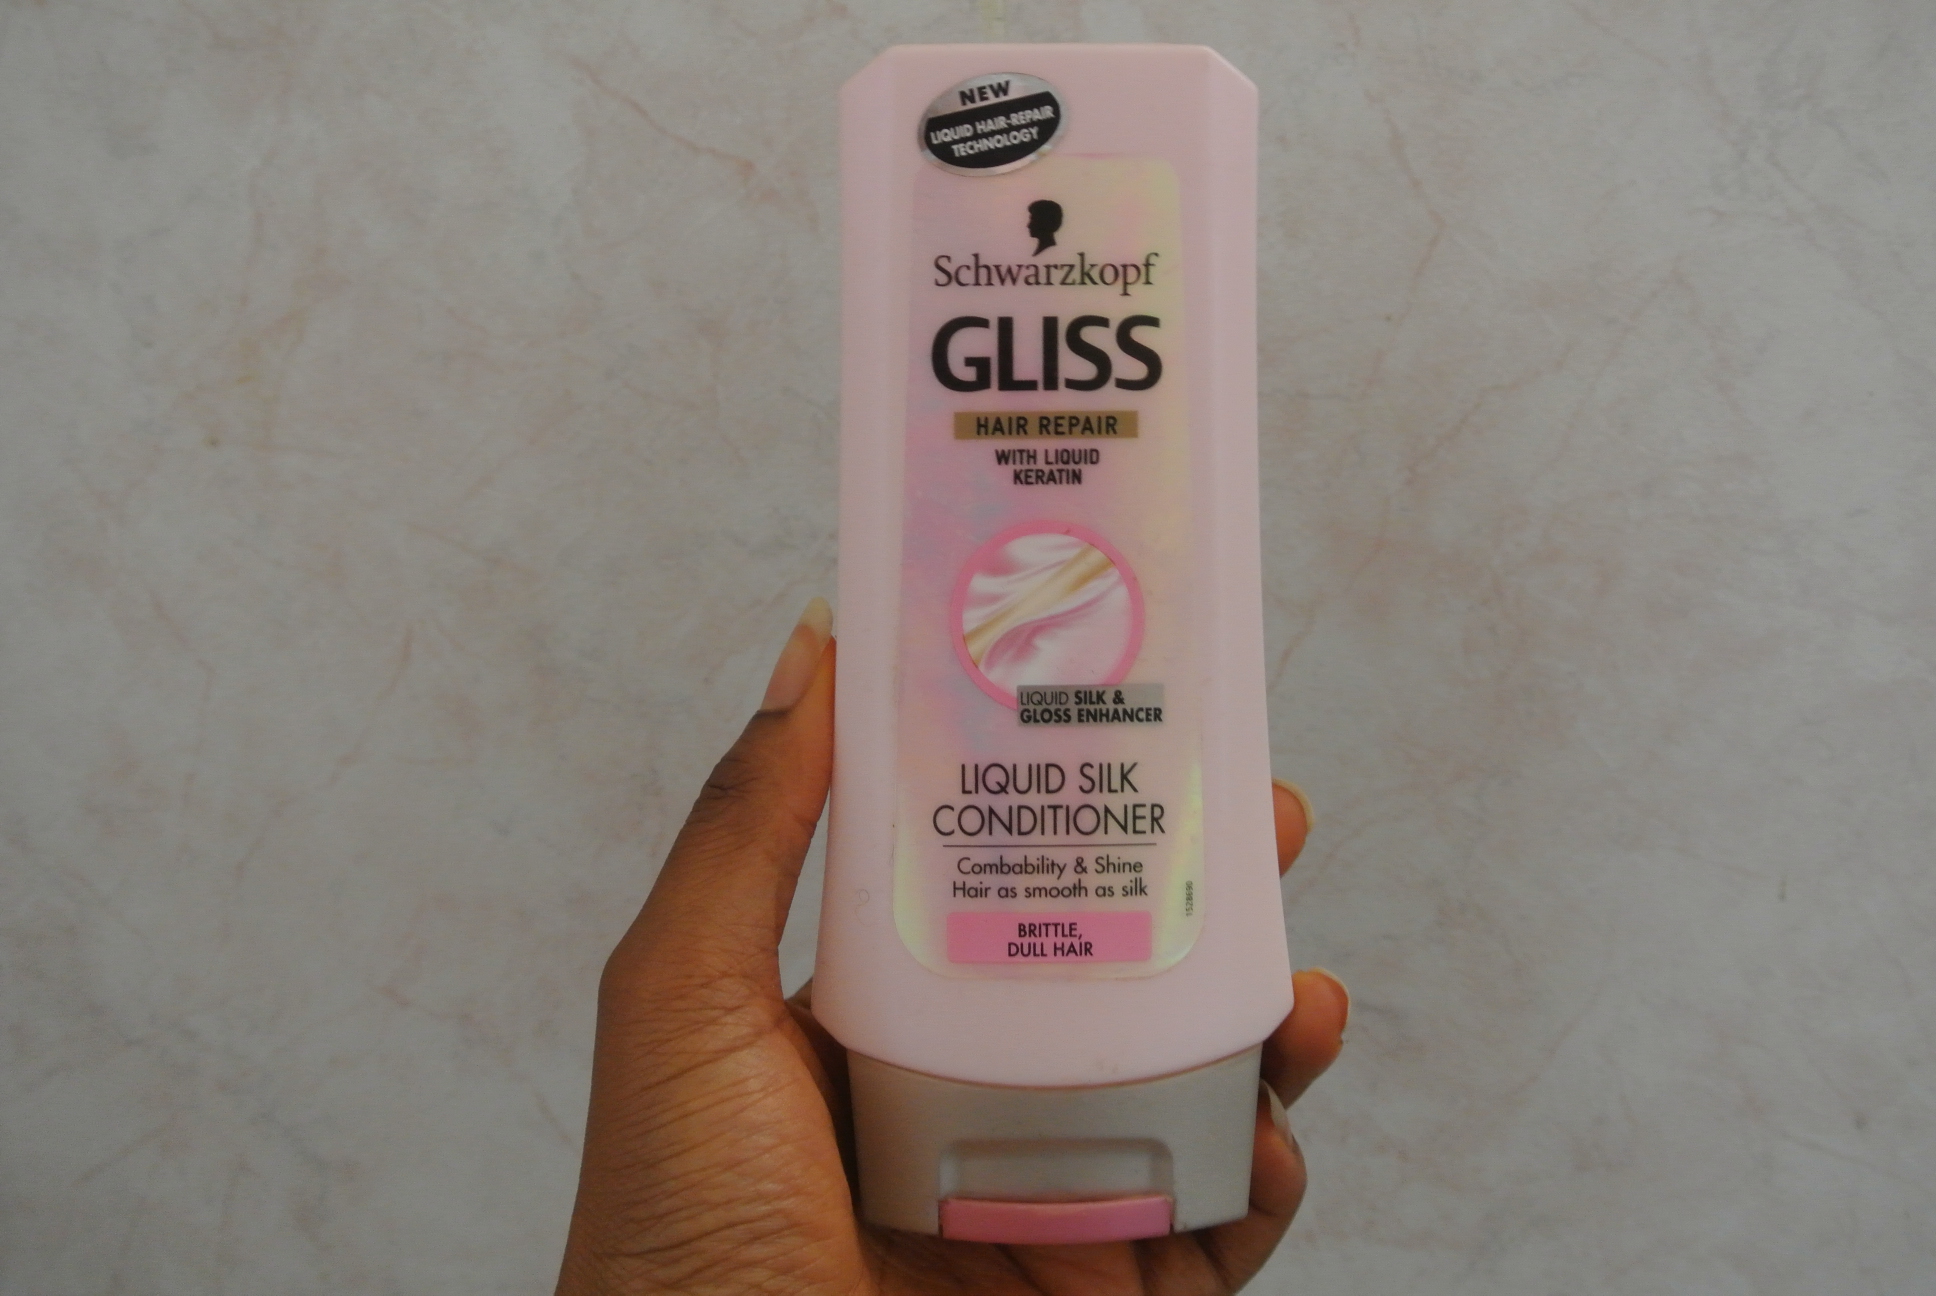 NEW
LIQUID HAIR-REPAIR
TECHNOLOGY
Schwarzkopf
GLISS
HAIR REPAIR
WITH LIQUID
KERATIN
LIQUID SILK &
GLOSS ENHANCER
LIQUID SILK
CONDITIONER
Combability & Shine
Hair as smooth as silk
1528690
BRITTLE,
DULL HAIR